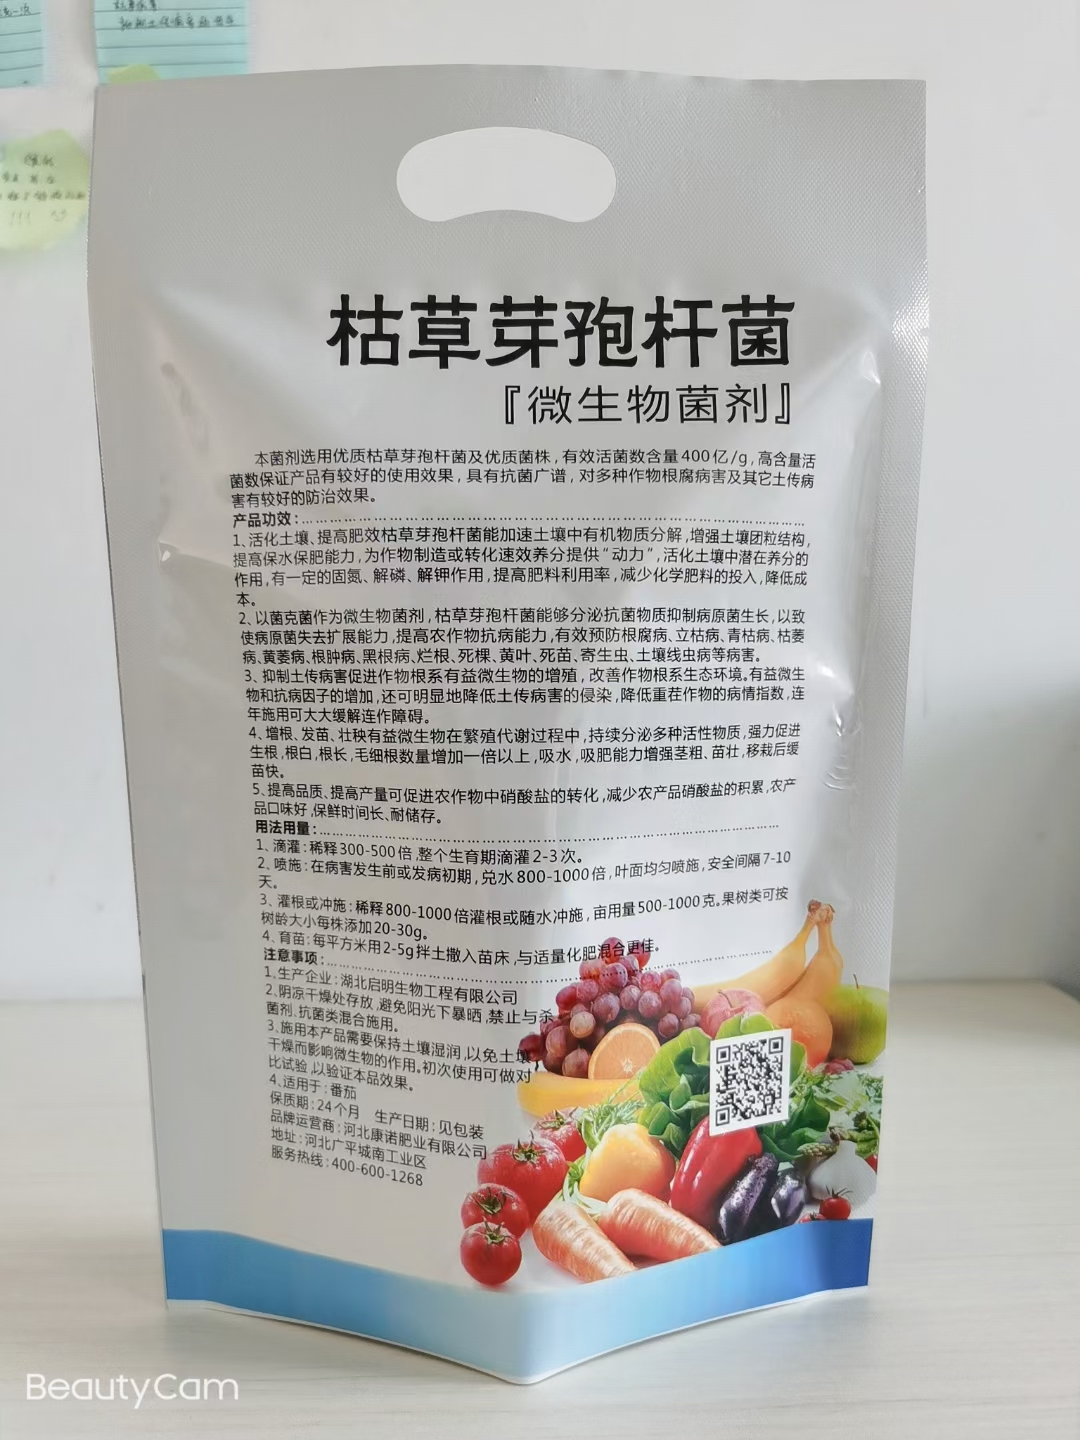 枯草芽孢杆菌
『微生物菌剂』
本菌剂选用优质枯草芽孢杆菌及优质菌株,有效活菌数含量400亿/g,高含量活
菌数保证产品有较好的使用效果,具有抗菌广谱,对多种作物根腐病害及其它土传病
害有较好的防治效果。
产品功效:
1、活化土壤、提高肥效枯草芽孢杆菌能加速土壤中有机物质分解,增强土壤团粒结构,
提高保水保肥能力,为作物制造或转化速效养分提供“动力”,活化土壤中潜在养分的
作用,有一定的固氮、解磷、解钾作用,提高肥料利用率,减少化学肥料的投入,降低成
本。
2、以菌克菌作为微生物菌剂,枯草芽孢杆菌能够分泌抗菌物质抑制病原菌生长,以致
使病原菌失去扩展能力,提高农作物抗病能力,有效预防根腐病、立枯病、青枯病、枯萎
病、黄萎病、根肿病、黑根病、烂根、死棵、黄叶、死苗、寄生虫、土壤线虫病等病害。
3、抑制土传病害促进作物根系有益微生物的增殖,改善作物根系生态环境。有益微生
物和抗病因子的增加,还可明显地降低土传病害的侵染,降低重茬作物的病情指数,连
年施用可大大缓解连作障碍。
4、增根、发苗、壮秧有益微生物在繁殖代谢过程中,持续分泌多种活性物质,强力促进
生根,根白,根长,毛细根数量增加一倍以上,吸水,吸肥能力增强茎粗、苗壮,移栽后缓
苗快。
5、提高品质、提高产量可促进农作物中硝酸盐的转化,减少农产品硝酸盐的积累,农产
品口味好,保鲜时间长、耐储存。
用法用量:
1、滴灌:稀释300-500倍,整个生育期滴灌2-3次。
2、喷施:在病害发生前或发病初期,兑水800-1000倍,叶面均匀喷施,安全间隔7-10
天。
3、灌根或冲施:稀释800-1000倍灌根或随水冲施,亩用量500-1000克。果树类可按
树龄大小每株添加20-30g。
4、育苗:每平方米用2-5g拌土撒入苗床,与适量化肥混合更佳。
注意事项:
1.生产企业:湖北启明生物工程有限公司
2.阴凉干燥处存放,避免阳光下暴晒,禁止与杀
菌剂、抗菌类混合施用。
3.施用本产品需要保持土壤湿润,以免土壤
干燥而影响微生物的作用。初次使用可做对
比试验,以验证本品效果。
4.适用于:番茄
保质期:24个月 生产日期:见包装
品牌运营商:河北康诺肥业有限公司
地址:河北广平城南工业区
服务热线:400-600-1268
BeautyCam